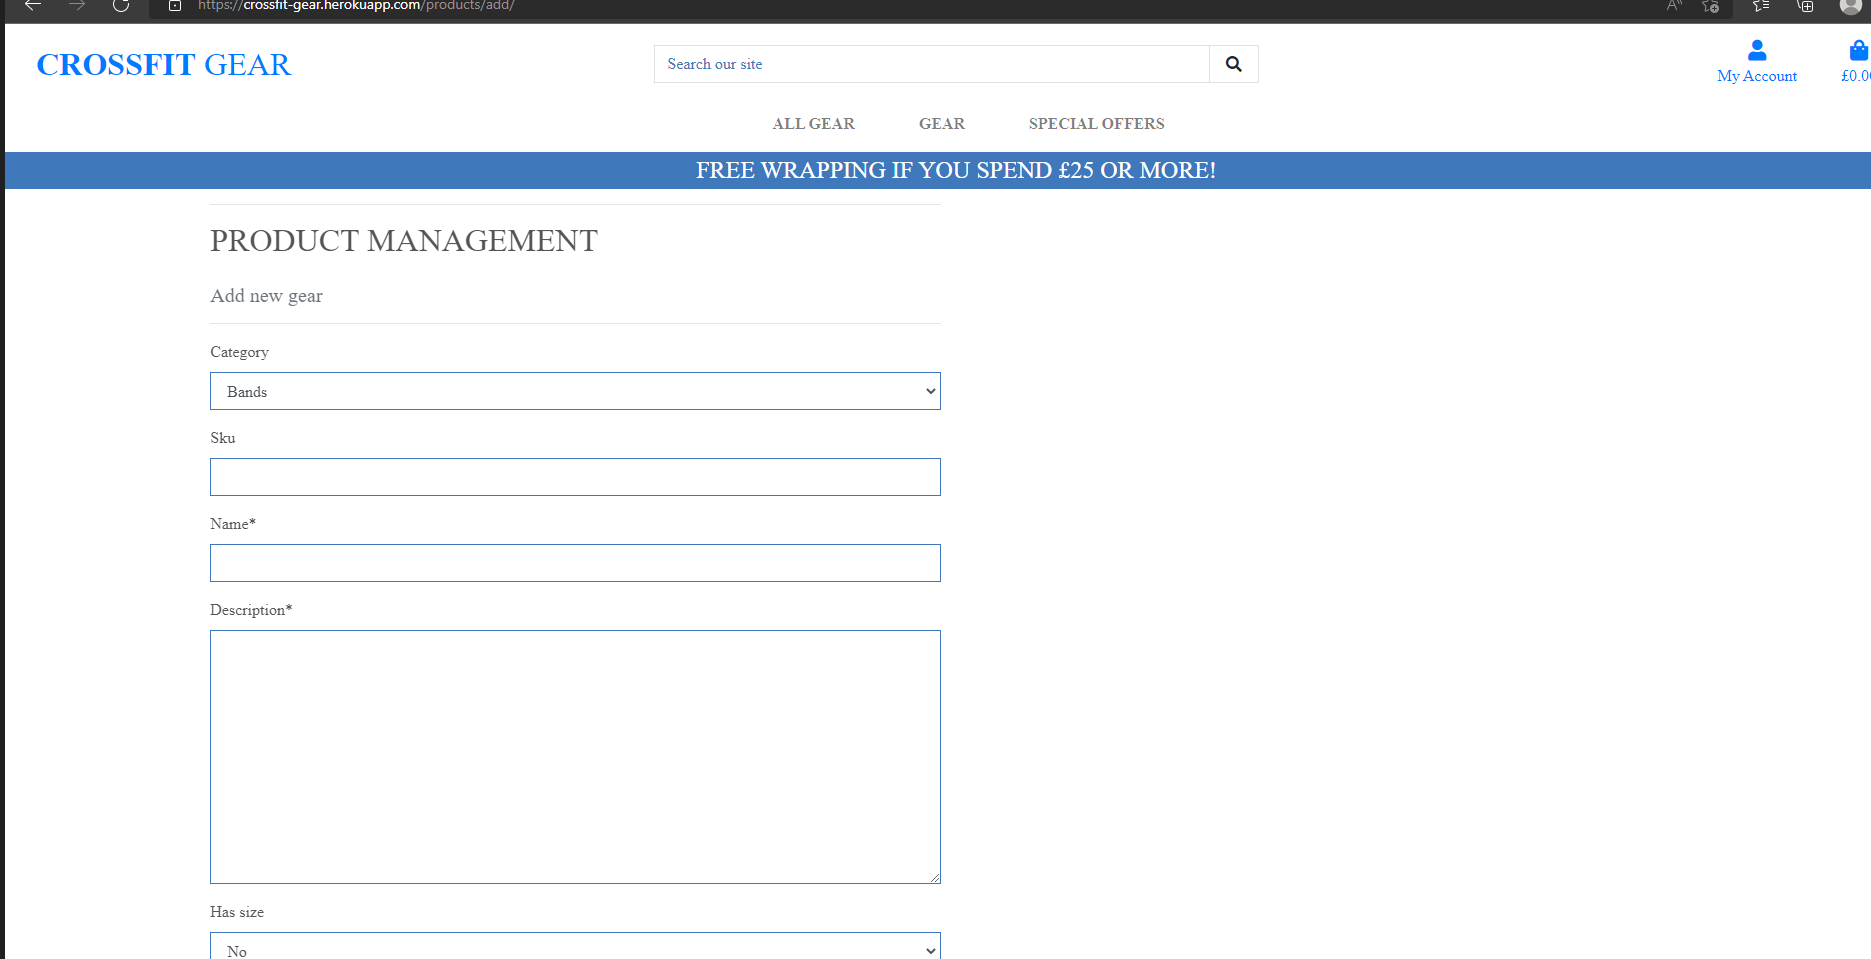 https://crossfit-gear.herokuapp.com/products/add/
CROSSFIT GEAR
Search our site
My Account
£0.0
ALL GEAR GEAR SPECIAL OFFERS
FREE WRAPPING IF YOU SPEND £25 OR MORE!
PRODUCT MANAGEMENT
Add new gear
Category
Bands
Sku
Name*
Description*
Has size
No